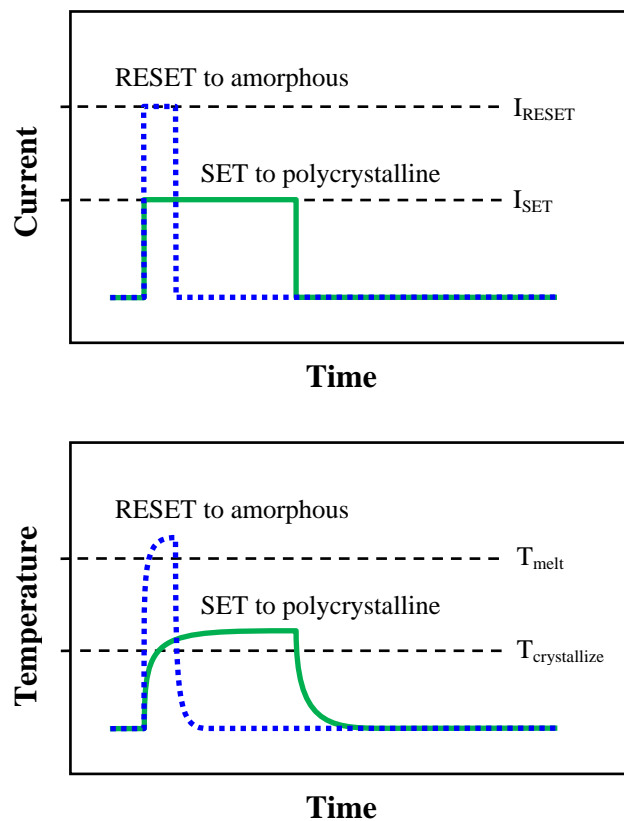 RESET to amorphous
I_RESET
SET to polycrystalline
I_SET
Current
Time
RESET to amorphous
T_melt
SET to polycrystalline
T_crystallize
Temperature
Time